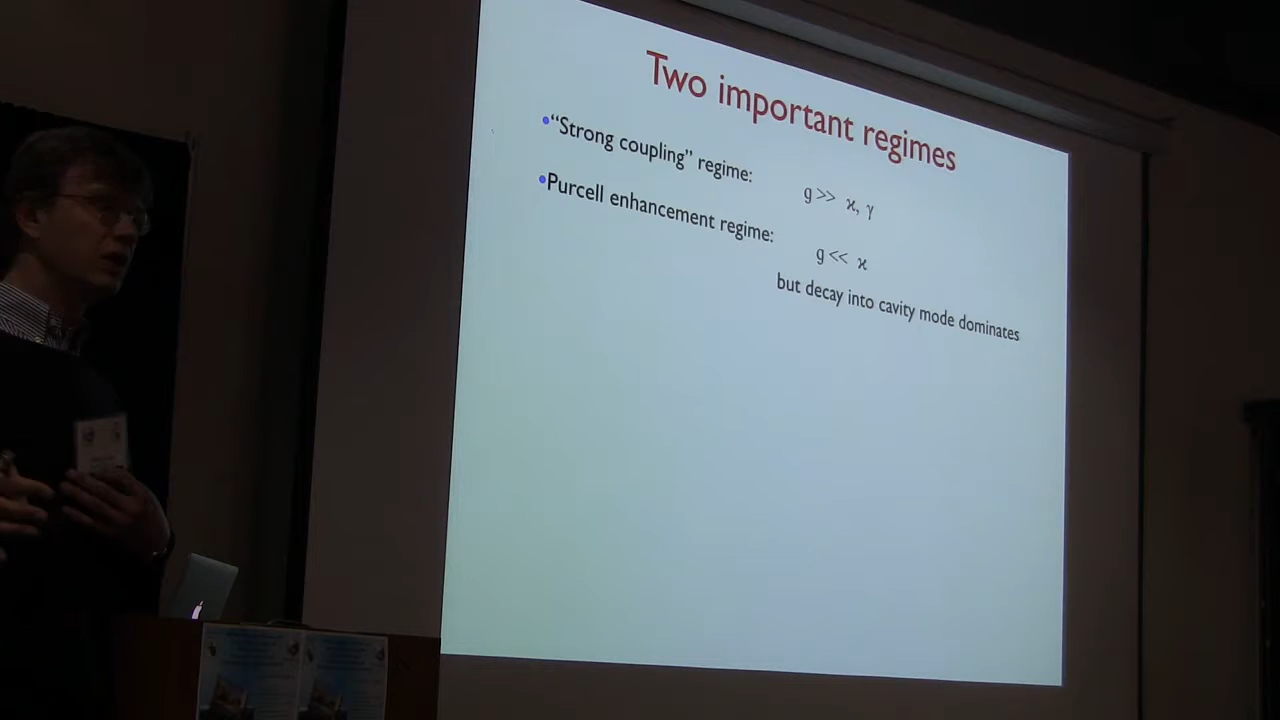 Two important regimes
•“Strong coupling” regime:
g >> ϰ, γ
•Purcell enhancement regime:
g << ϰ
but decay into cavity mode dominates